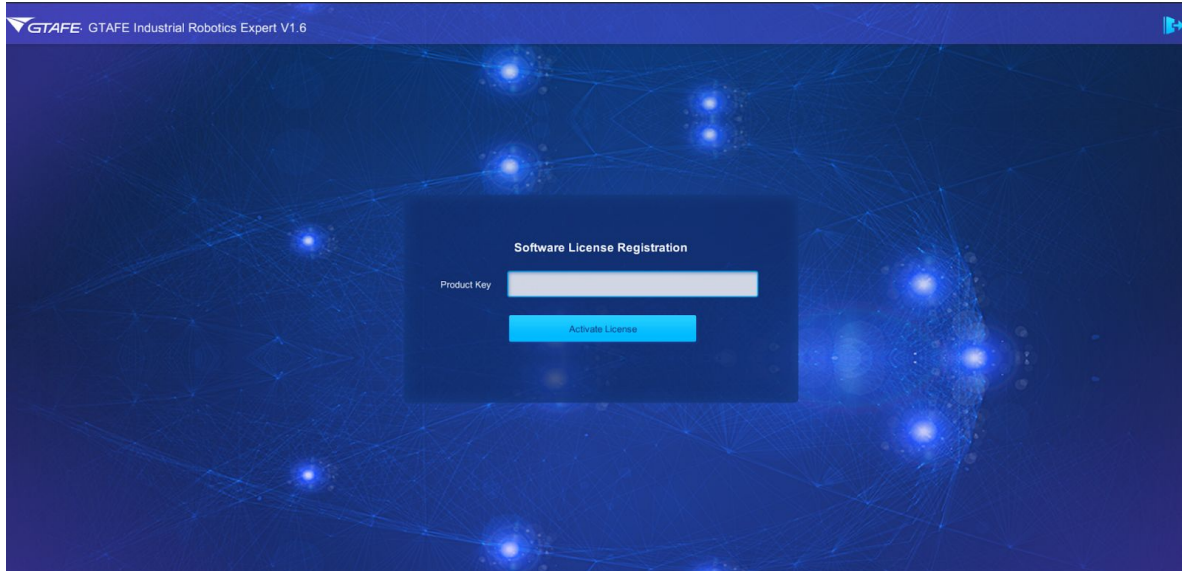 GTAFE GTAFE Industrial Robotics Expert V1.6
Software License Registration
Product Key
Activate License